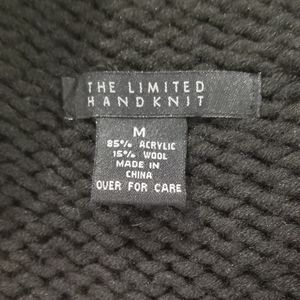 THE LIMITED
HANDKNIT
M
85% ACRYLIC
15% WOOL
MADE IN
CHINA
OVER FOR CARE